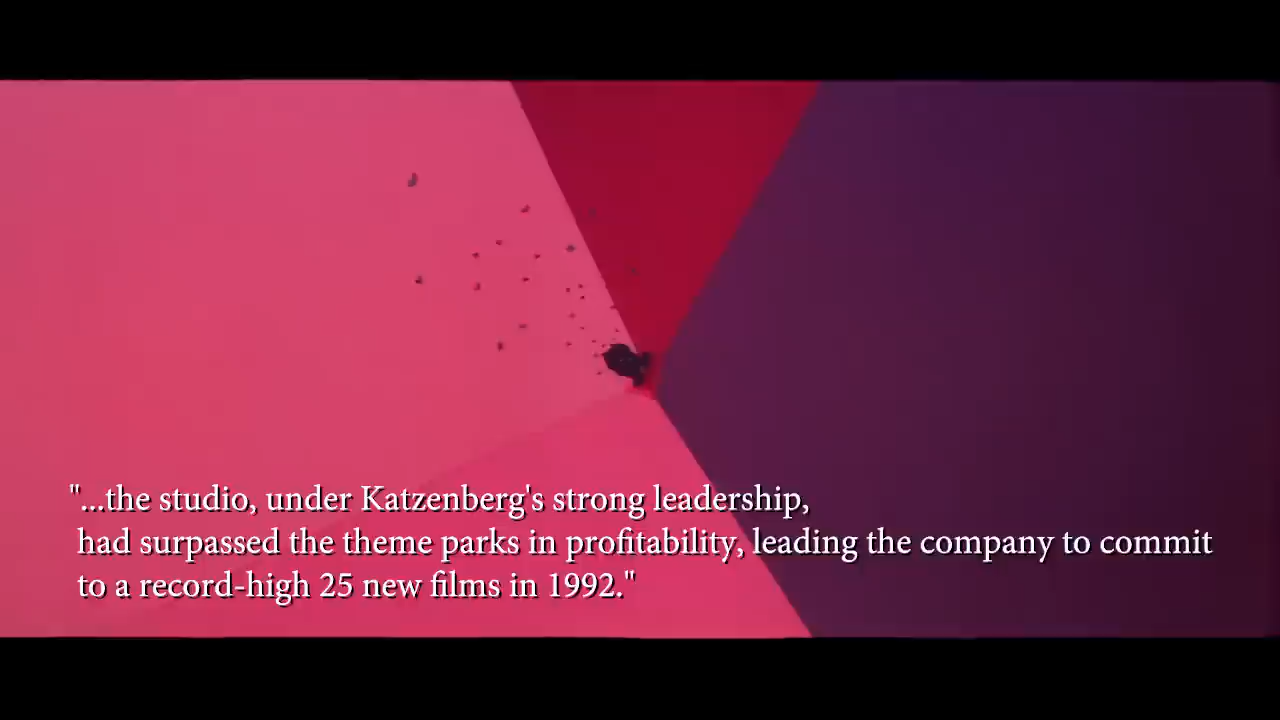 "...the studio, under Katzenberg's strong leadership,
had surpassed the theme parks in profitability, leading the company to commit
to a record-high 25 new films in 1992."